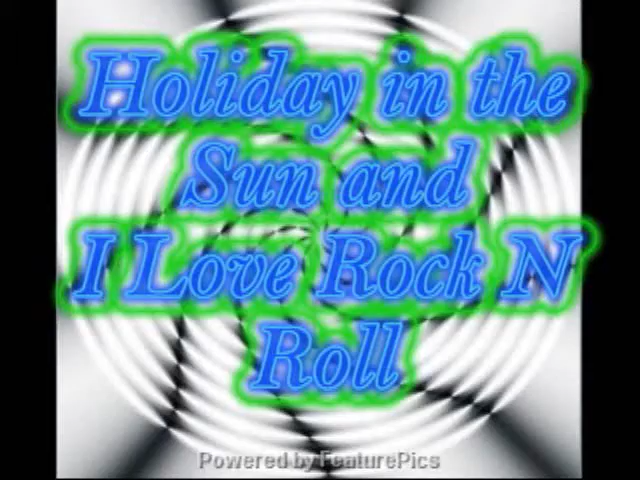 Holiday in the
Sun and
I Love Rock N
Roll
Powered by FeaturePics